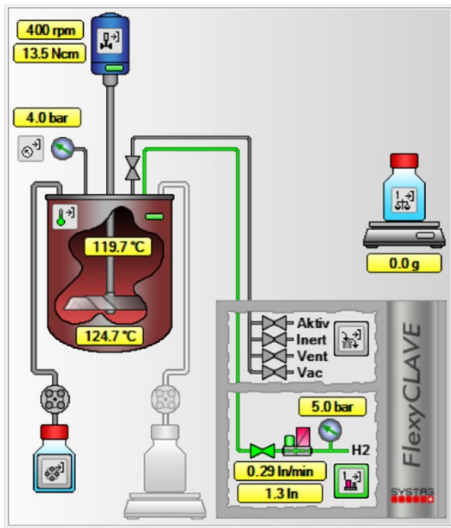 400 rpm
13.5 Ncm
4.0 bar
119.7 °C
124.7 °C
1
0.0 g
Aktiv
Inert
Vent
Vac
5.0 bar
H2
0.29 ln/min
1.3 ln
FlexyCLAVE
SYSTAG